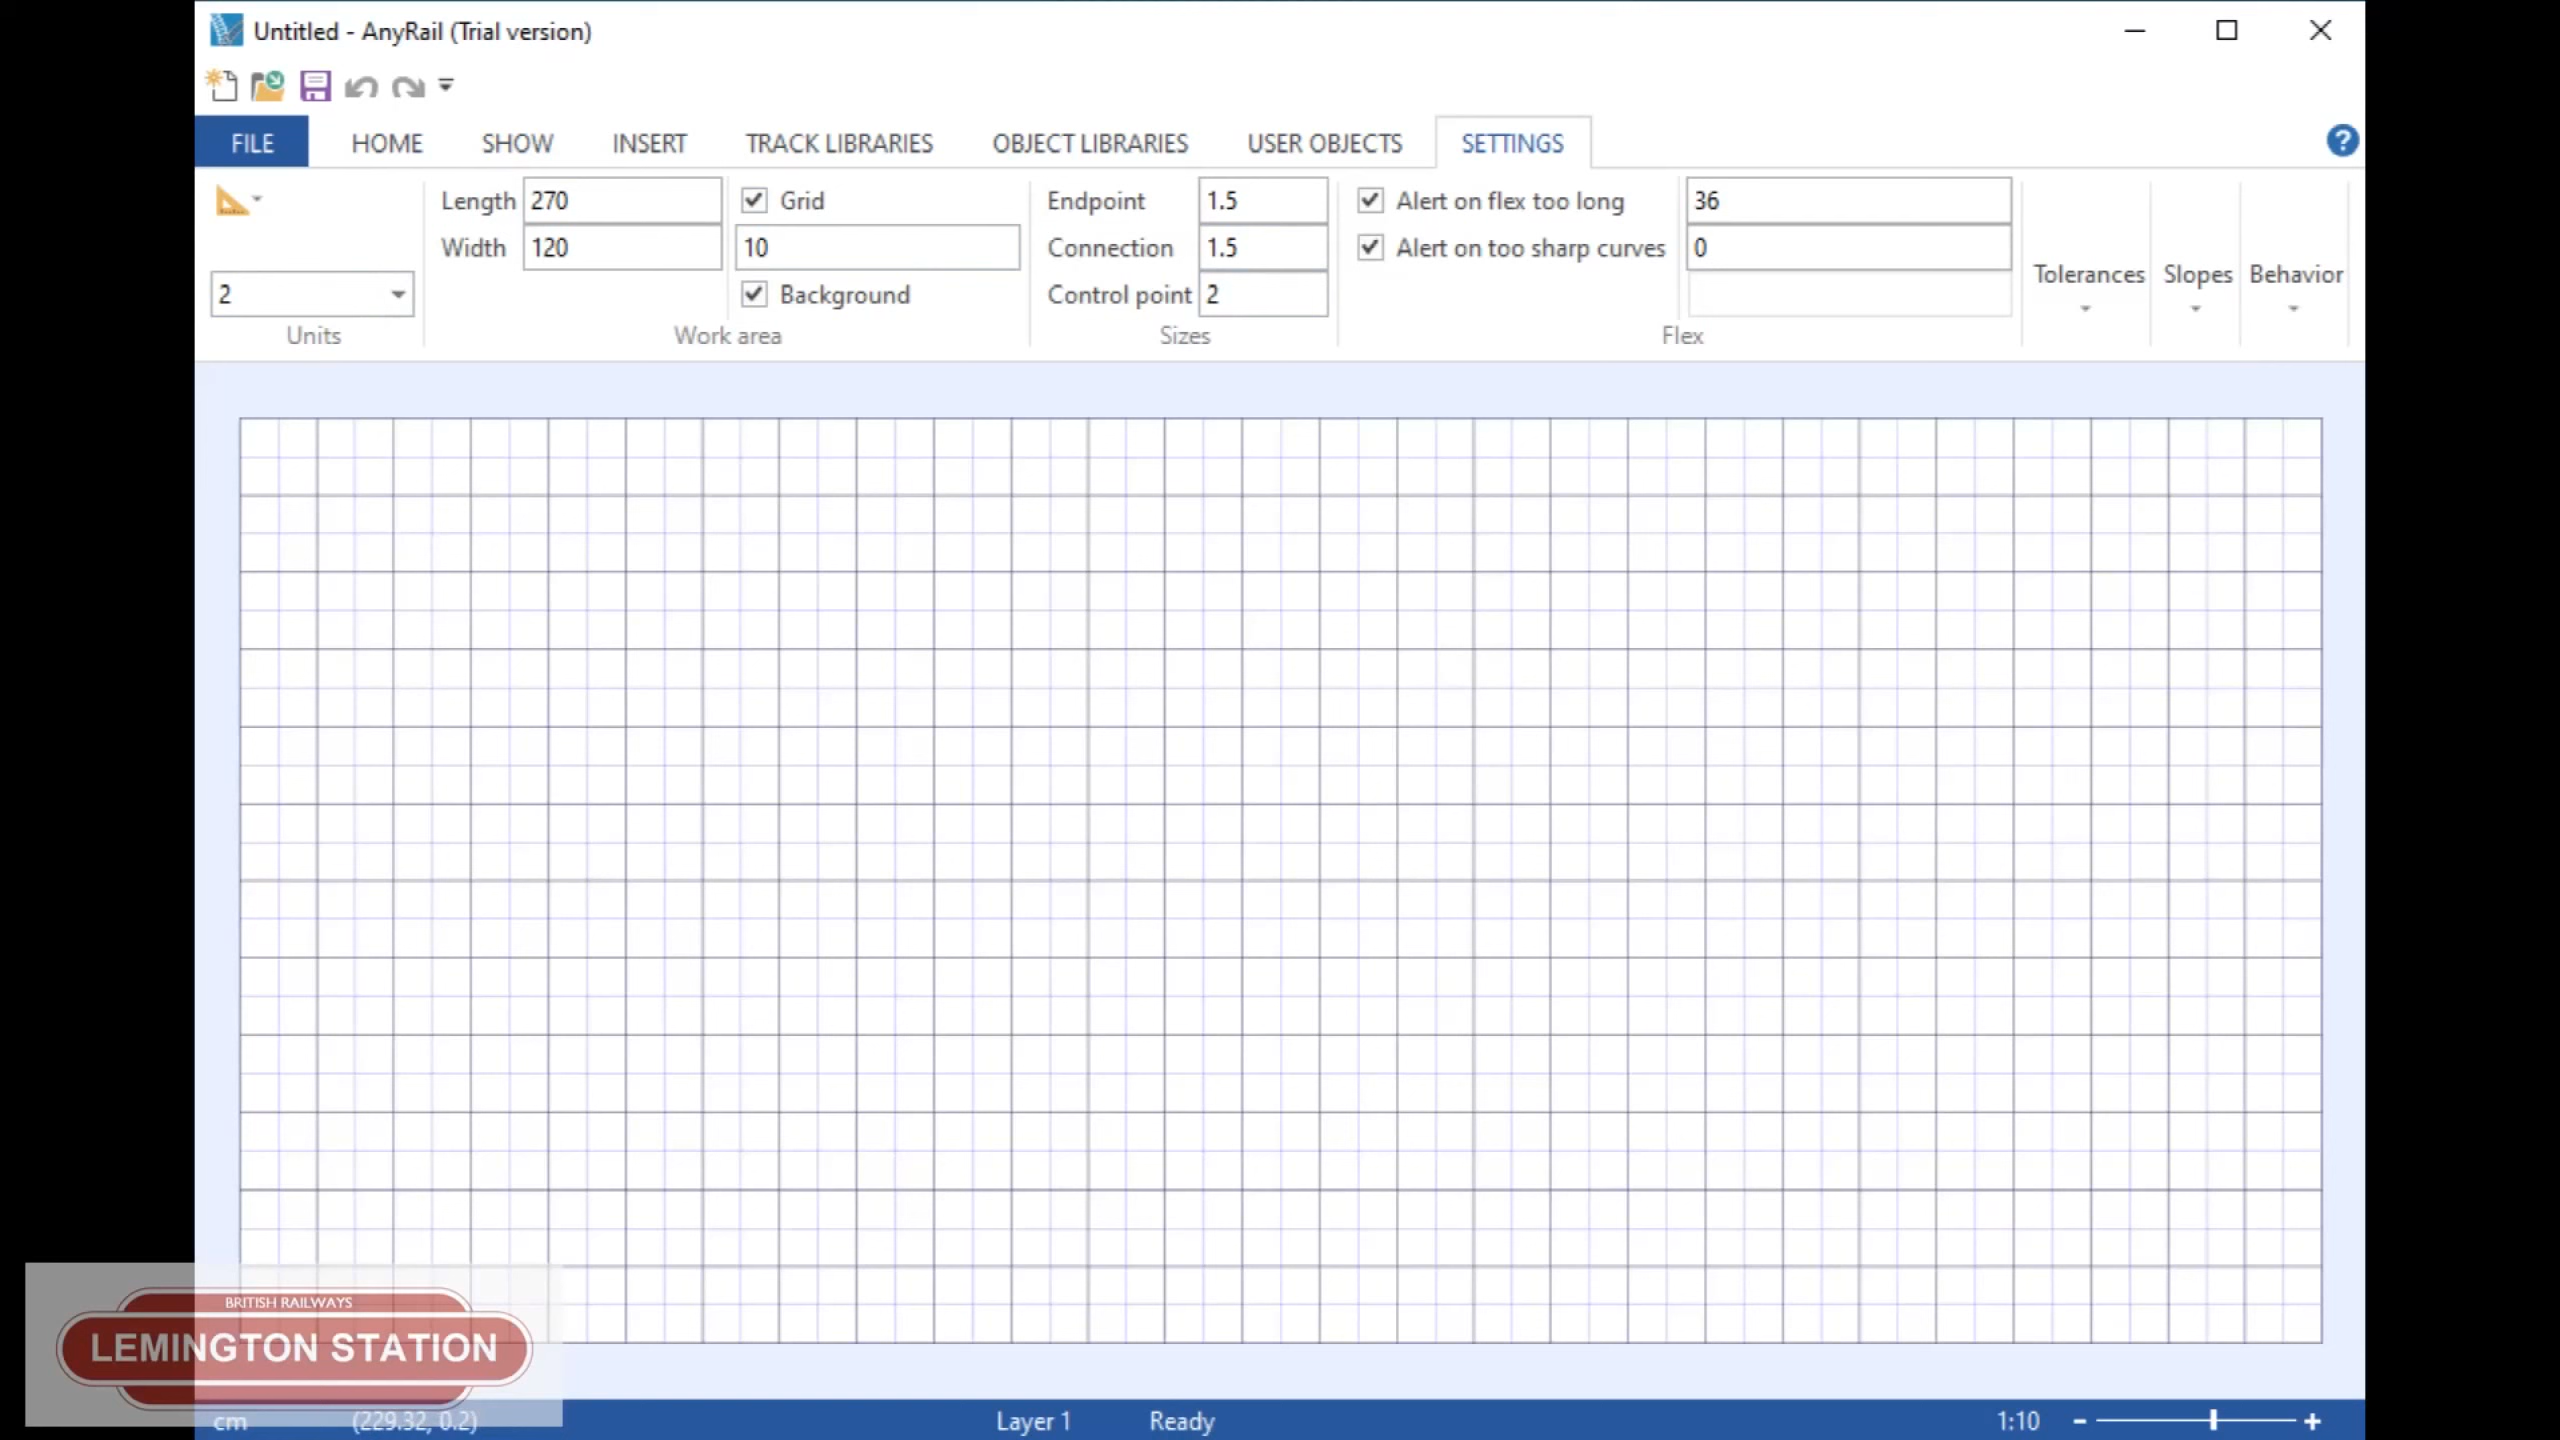 Untitled - AnyRail (Trial version)
FILE HOME SHOW INSERT TRACK LIBRARIES OBJECT LIBRARIES USER OBJECTS SETTINGS ?
Length 270 Grid Endpoint 1.5 Alert on flex too long 36
Width 120 10 Connection 1.5 Alert on too sharp curves 0
Tolerances Slopes Behavior
2 Background Control point 2
Units Work area Sizes Flex
BRITISH RAILWAYS
LEMINGTON STATION
cm (229.32, 0.2) Layer 1 Ready 1:10 - +